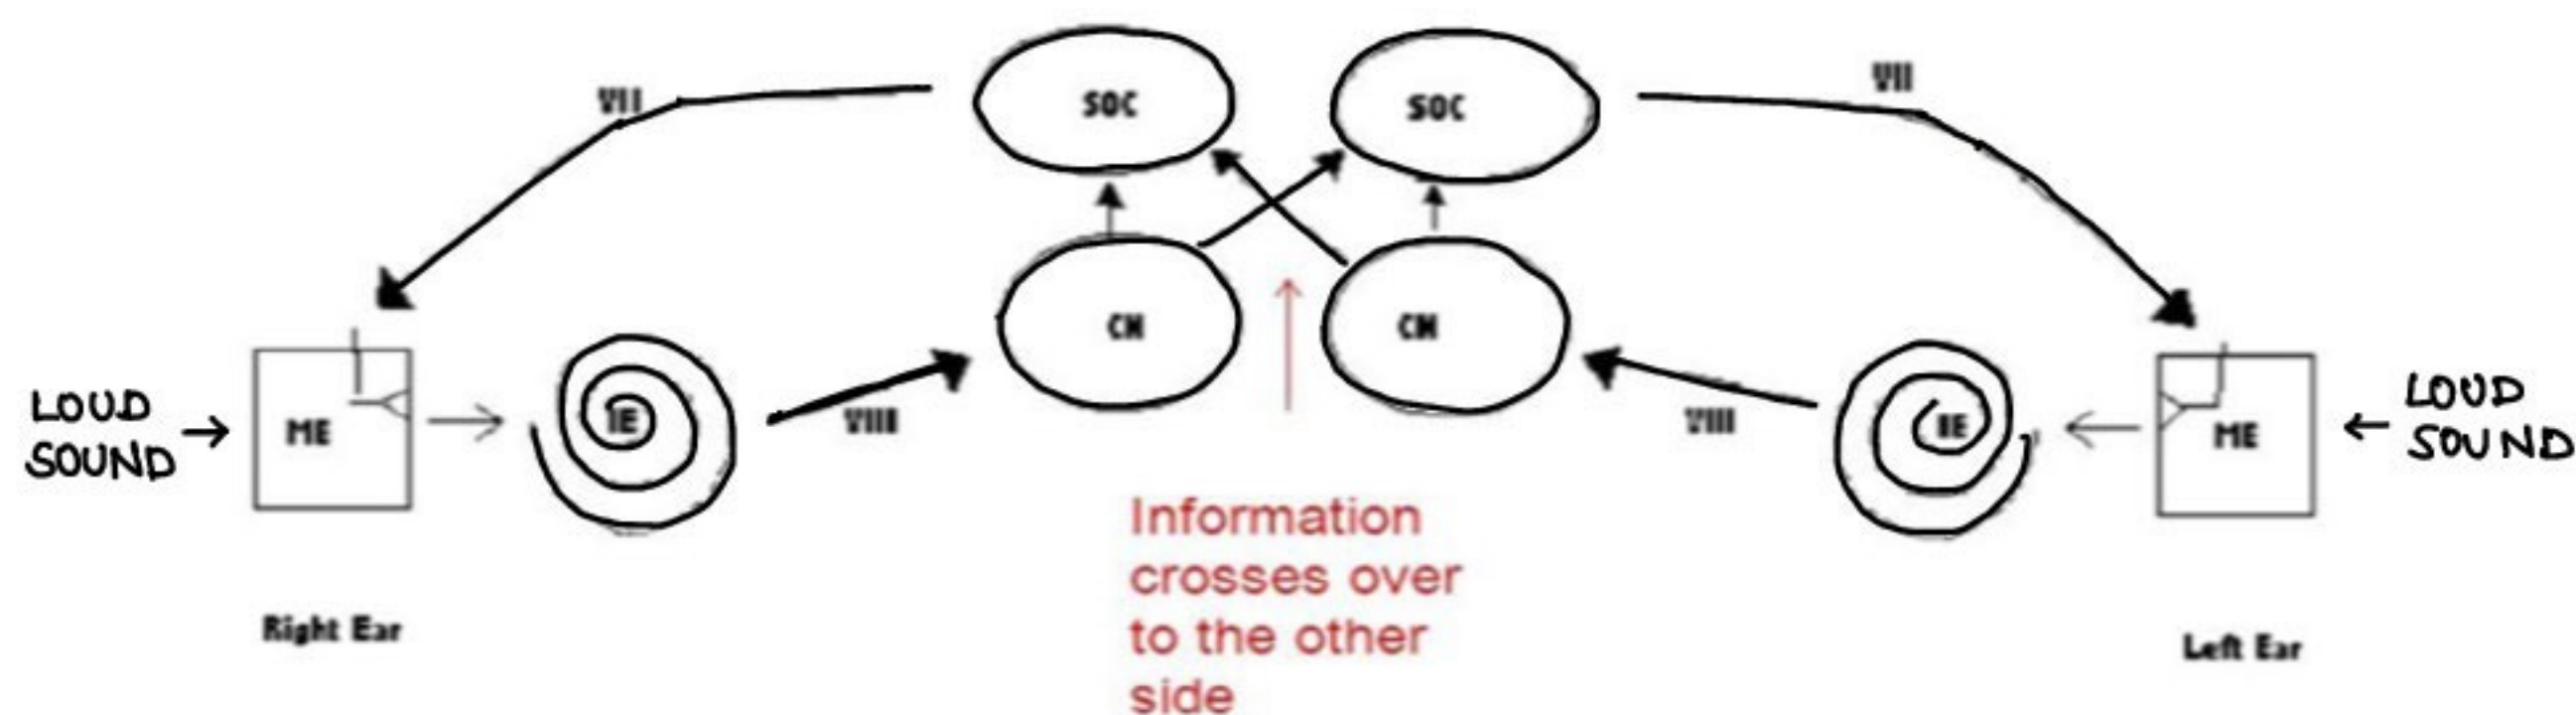 VII
SOC
SOC
VII
LOUD
SOUND
ME
IE
VIII
CN
CN
VIII
IE
ME
LOUD
SOUND
Information
crosses over
to the other
side
Right Ear
Left Ear